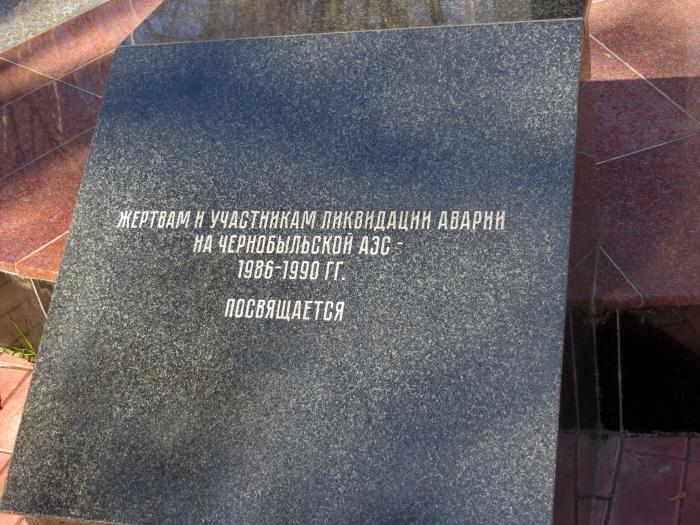 ЖЕРТВАМ И УЧАСТНИКАМ ЛИКВИДАЦИИ АВАРИИ
НА ЧЕРНОБЫЛЬСКОЙ АЭС -
1986-1990 ГГ.
ПОСВЯЩАЕТСЯ